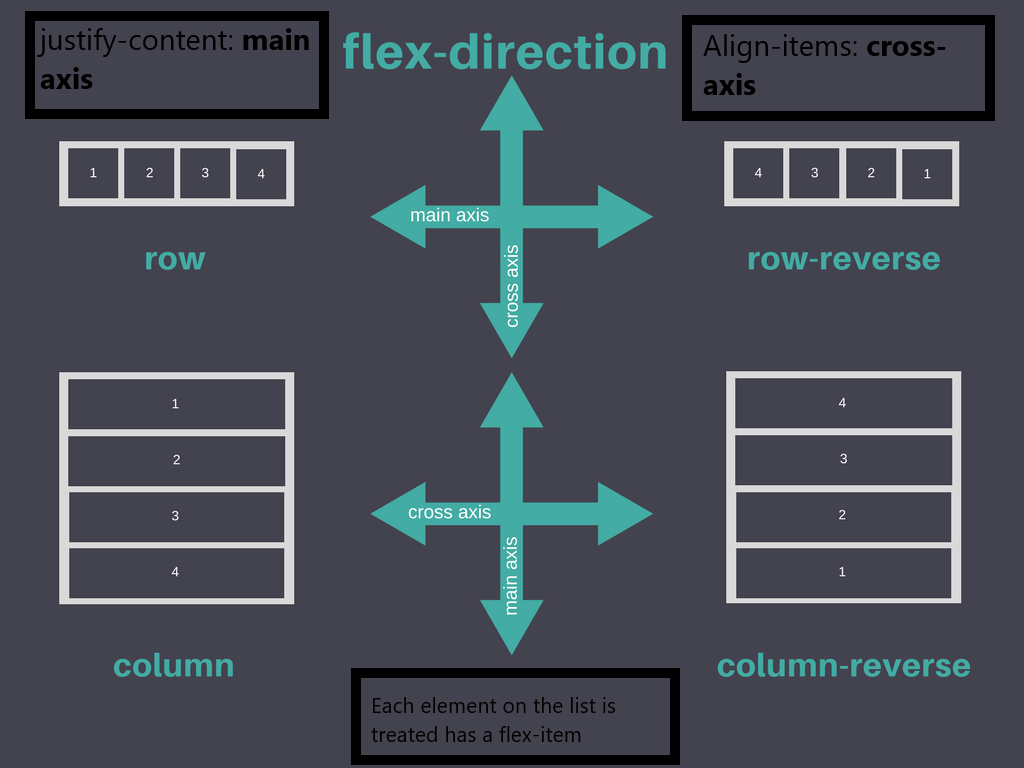 justify-content: main
axis
flex-direction
Align-items: cross-
axis
1 2 3 4
row
main axis
cross axis
4 3 2 1
row-reverse
1
2
3
4
column
cross axis
main axis
4
3
2
1
column-reverse
Each element on the list is
treated has a flex-item